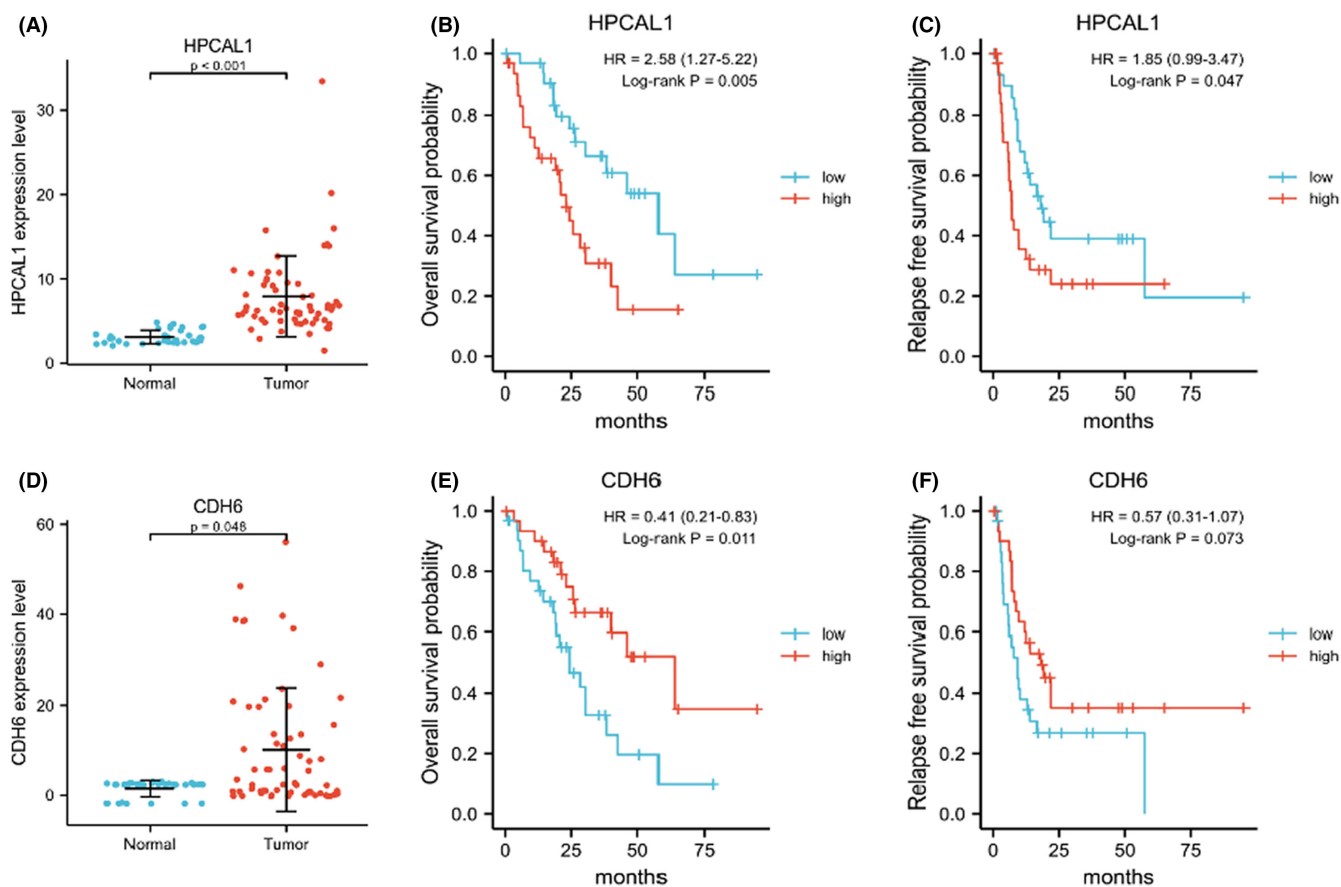 (A)
HPCAL1
p < 0.001
HPCAL1 expression level
30
20
10
0
Normal
Tumor
(B)
HPCAL1
HR = 2.58 (1.27-5.22)
Log-rank P = 0.005
Overall survival probability
1.0
0.8
0.6
0.4
0.2
0.0
0
25
50
75
months
low
high
(C)
HPCAL1
HR = 1.85 (0.99-3.47)
Log-rank P = 0.047
Relapse free survival probability
1.0
0.8
0.6
0.4
0.2
0.0
0
25
50
75
months
low
high
(D)
CDH6
p = 0.048
CDH6 expression level
60
40
20
0
Normal
Tumor
(E)
CDH6
HR = 0.41 (0.21-0.83)
Log-rank P = 0.011
Overall survival probability
1.0
0.8
0.6
0.4
0.2
0.0
0
25
50
75
months
low
high
(F)
CDH6
HR = 0.57 (0.31-1.07)
Log-rank P = 0.073
Relapse free survival probability
1.0
0.8
0.6
0.4
0.2
0.0
0
25
50
75
months
low
high